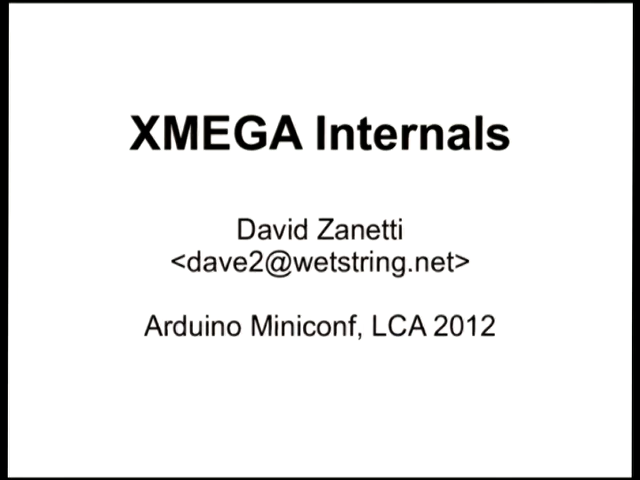 XMEGA Internals
David Zanetti
<dave2@wetstring.net>
Arduino Miniconf, LCA 2012